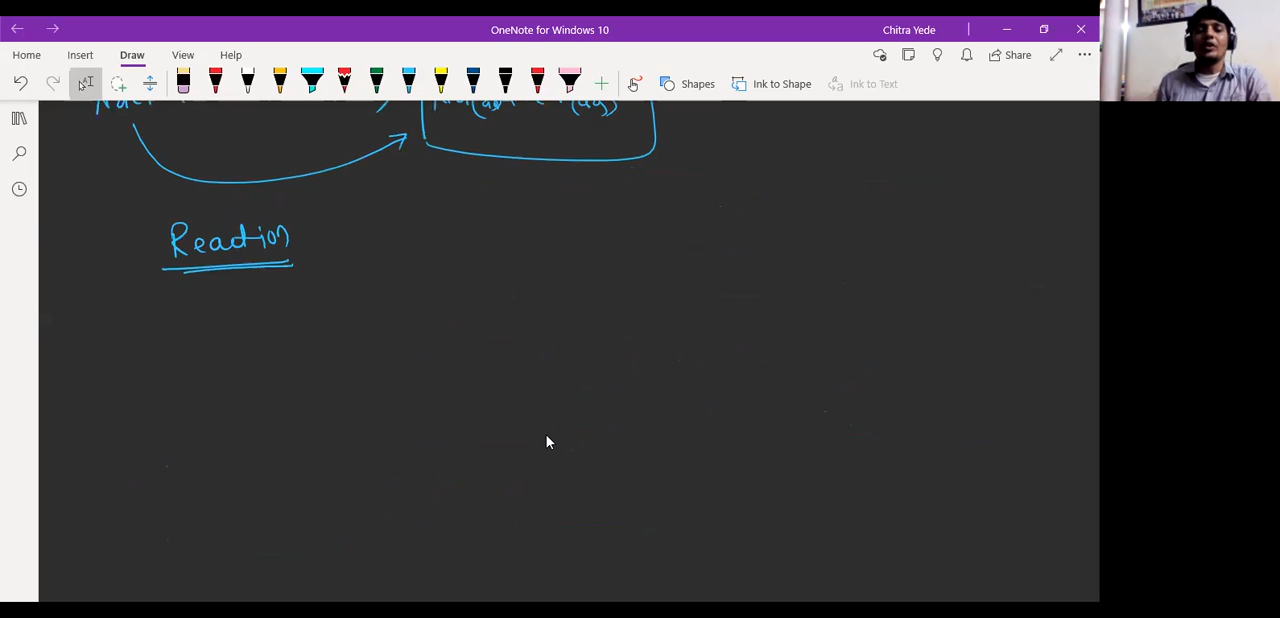 OneNote for Windows 10
Chitra Yede
Home Insert Draw View Help
Share
Shapes Ink to Shape Ink to Text
Reaction